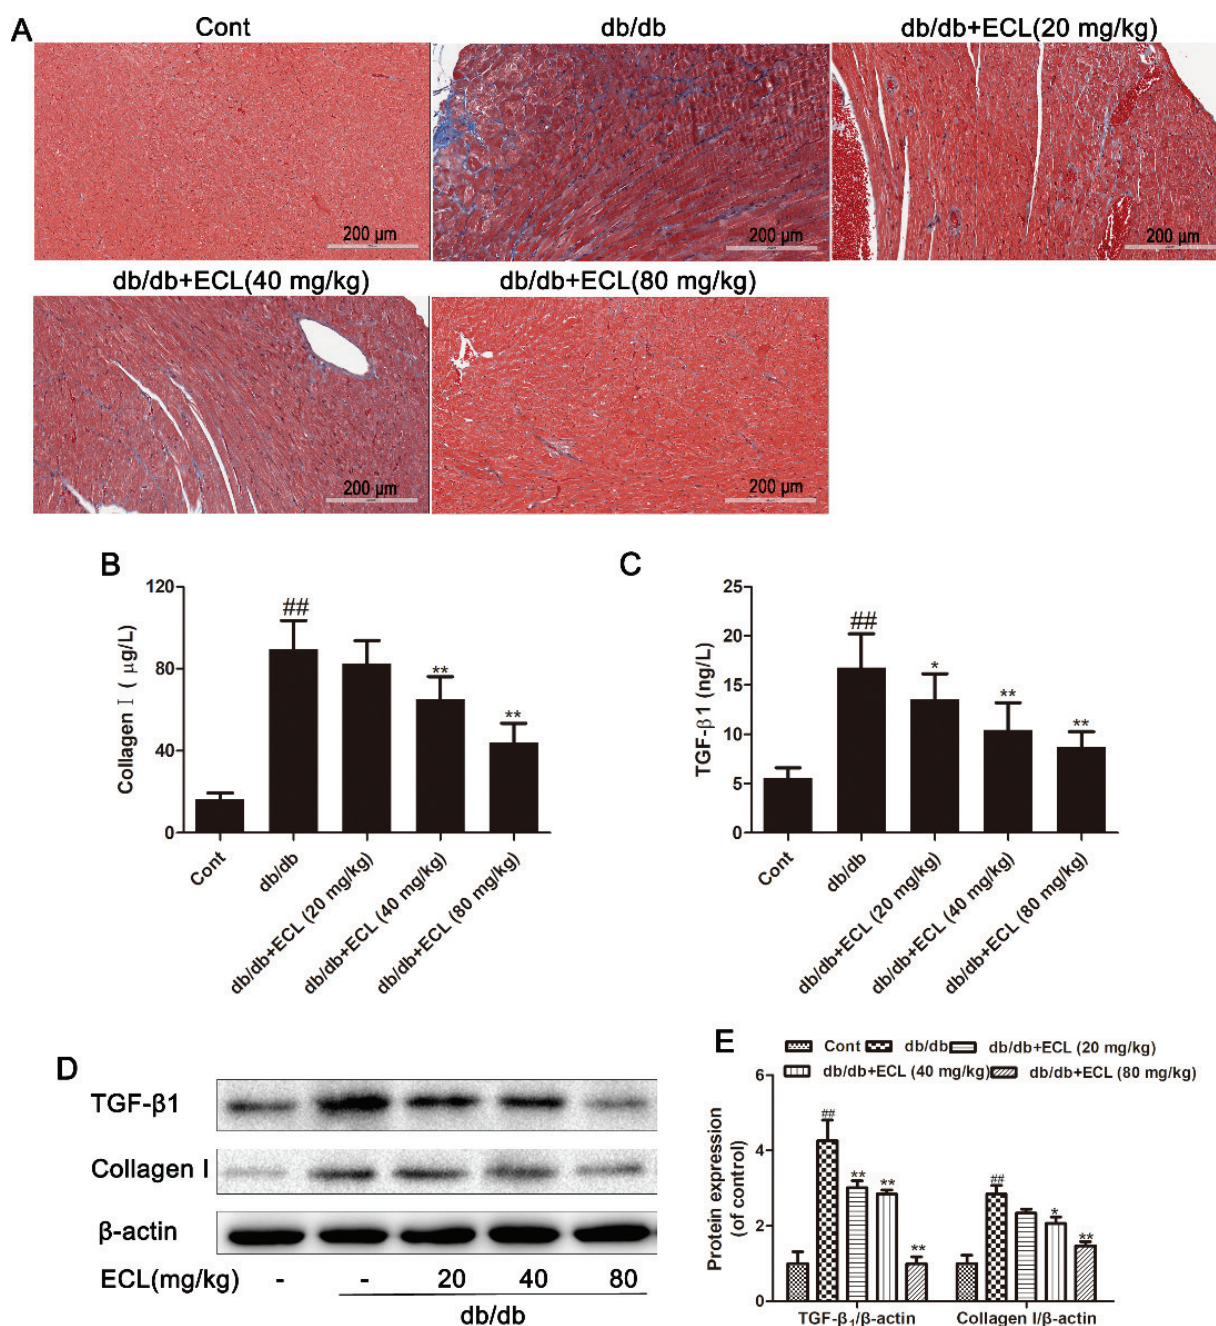 A
Cont
db/db
db/db+ECL(20 mg/kg)
200 μm
200 μm
200 μm
db/db+ECL(40 mg/kg)
db/db+ECL(80 mg/kg)
200 μm
200 μm
B
Collagen I ( μg/L)
120
80
40
0
##
**
**
Cont
db/db
db/db+ECL (20 mg/kg)
db/db+ECL (40 mg/kg)
db/db+ECL (80 mg/kg)
C
TGF-β1 (ng/L)
25
20
15
10
5
0
##
*
**
**
Cont
db/db
db/db+ECL (20 mg/kg)
db/db+ECL (40 mg/kg)
db/db+ECL (80 mg/kg)
D
TGF-β1
Collagen I
β-actin
ECL(mg/kg) - - 20 40 80
db/db
E
Cont db/db db/db+ECL (20 mg/kg)
db/db+ECL (40 mg/kg) db/db+ECL (80 mg/kg)
Protein expression
(of control)
6
4
2
0
##
**
**
**
##
*
**
TGF-β₁/β-actin Collagen I/β-actin